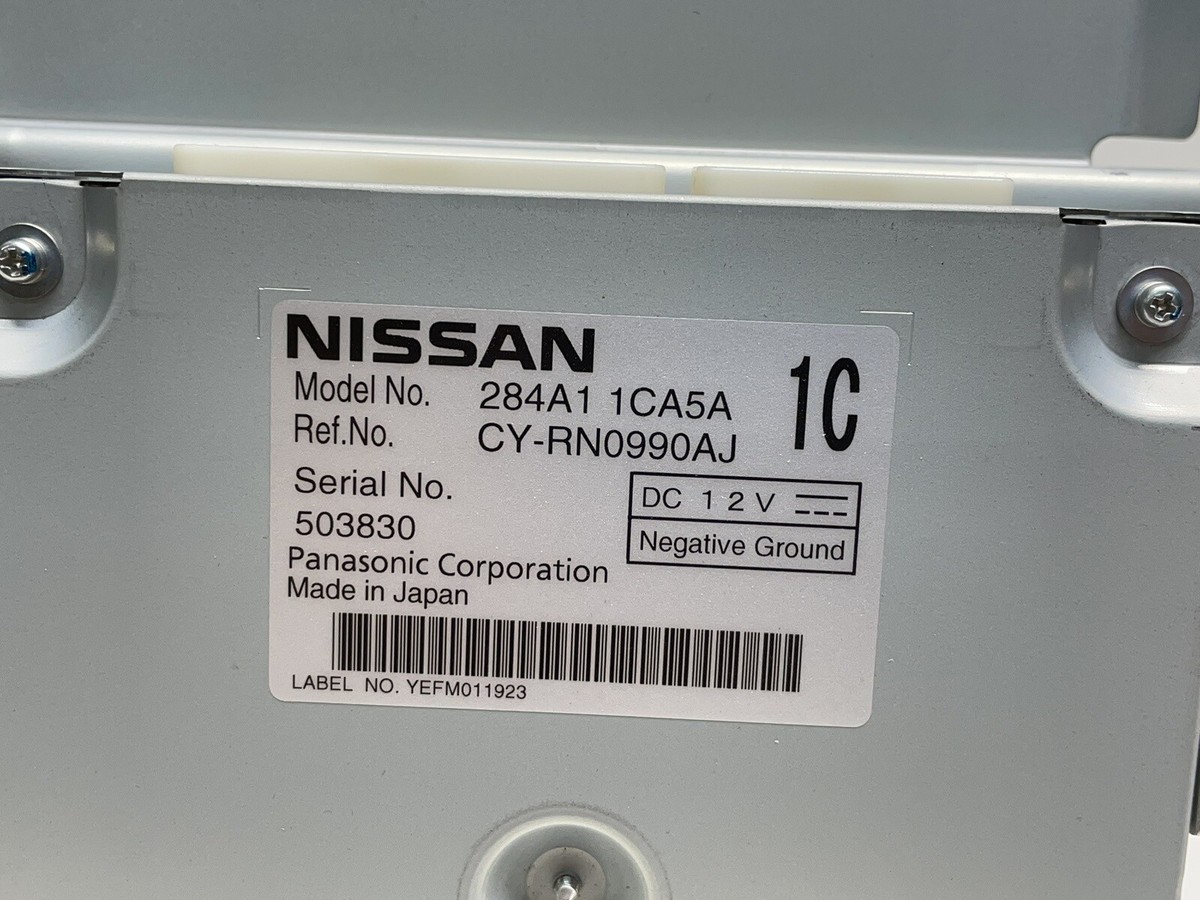 NISSAN
1C
Model No. 284A1 1CA5A
Ref.No. CY-RN0990AJ
Serial No.
503830
DC 12V
Negative Ground
Panasonic Corporation
Made in Japan
LABEL NO. YEFM011923